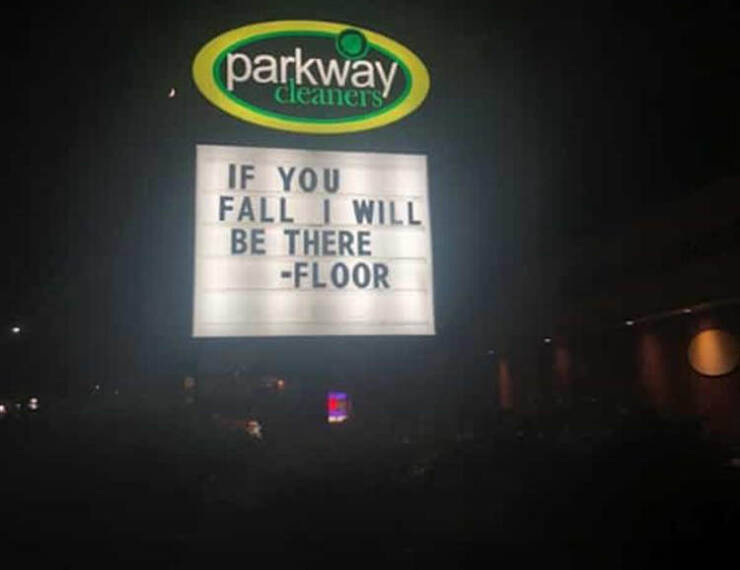 parkway
cleaners
IF YOU
FALL I WILL
BE THERE
-FLOOR